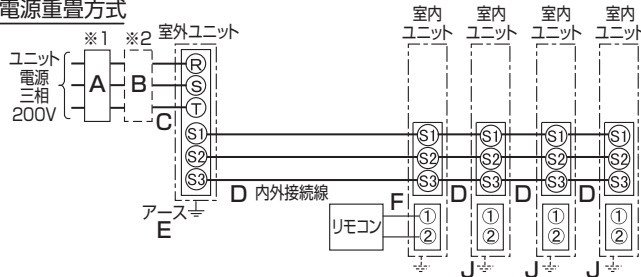 電源重畳方式
※1 ※2
室外ユニット
ユニット
電源
三相
200V
A
B
C
R
S
T
S1
S2
S3
D 内外接続線
アース
E
室内
ユニット
室内
ユニット
室内
ユニット
室内
ユニット
S1 S1 S1 S1
S2 S2 S2 S2
S3 S3 S3 S3
F D D D
リモコン
① ① ① ①
② ② ② ②
J J J